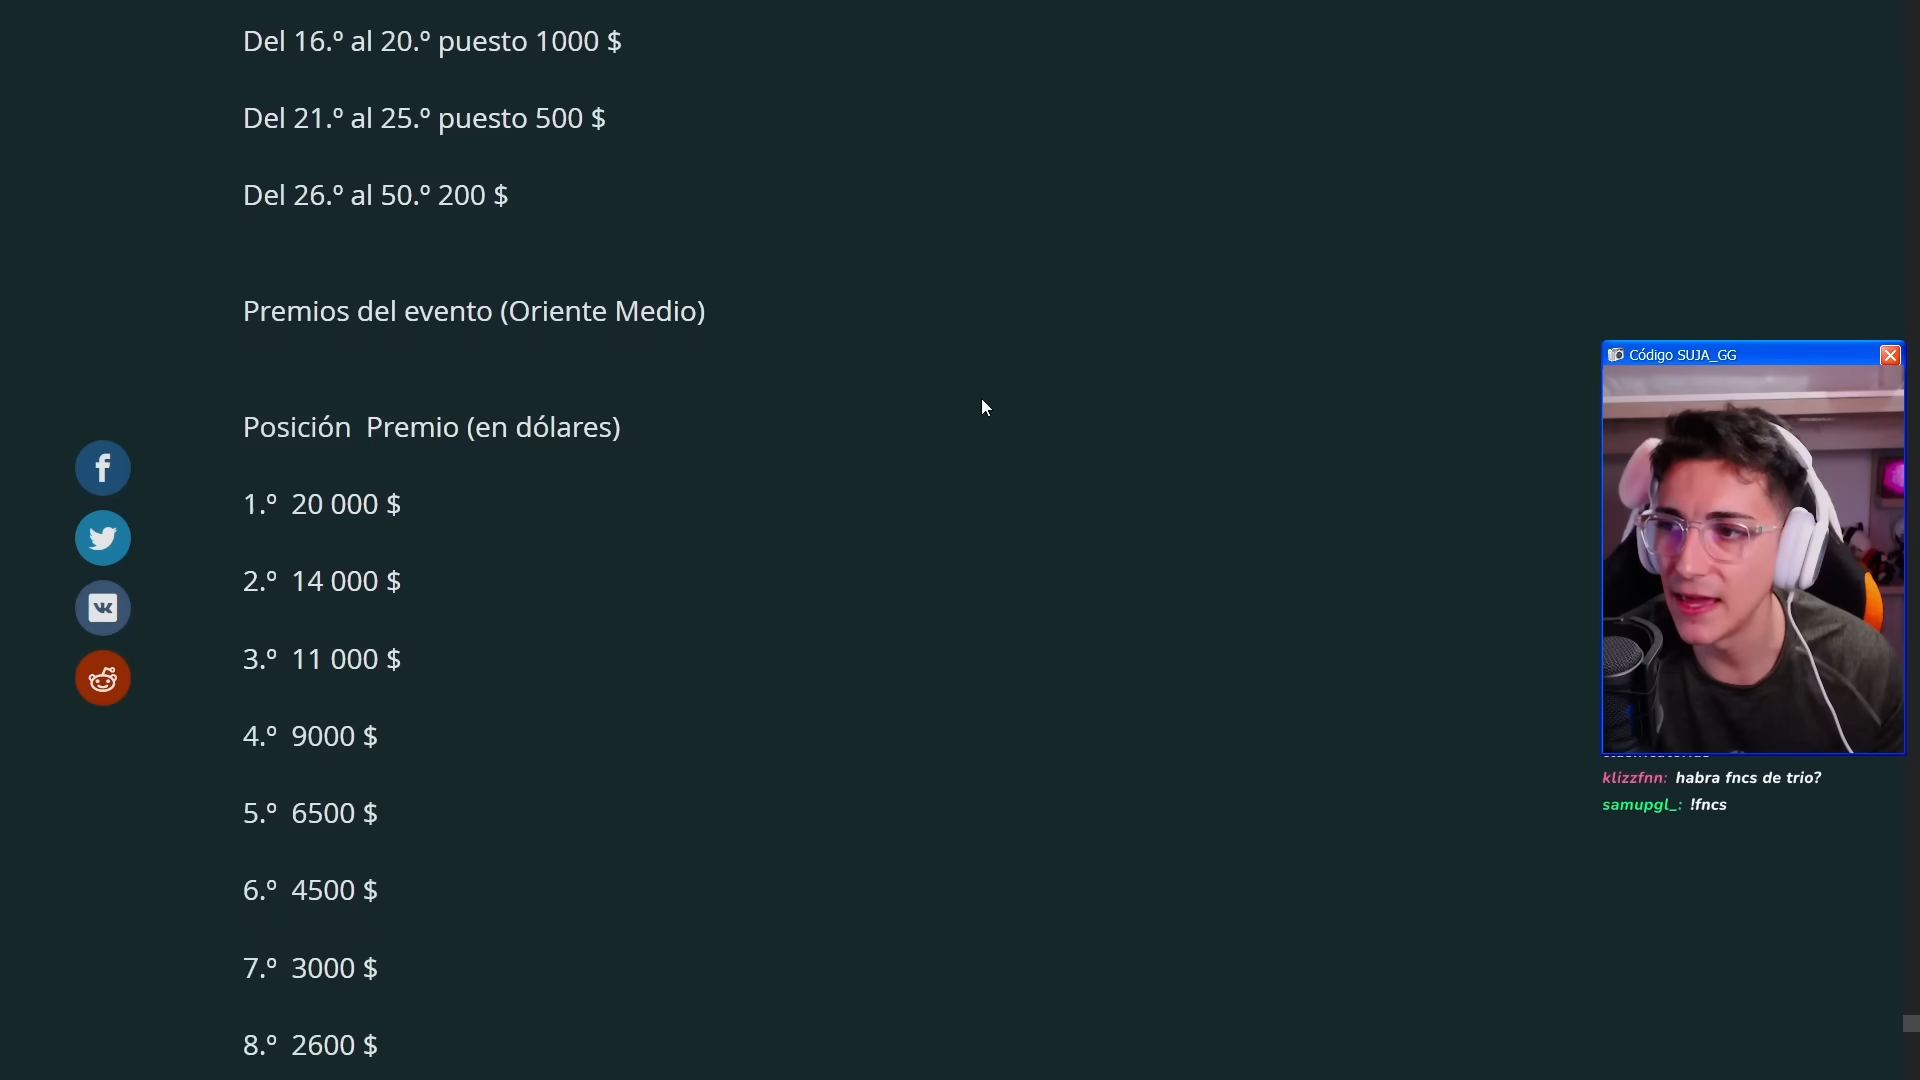 Del 16.º al 20.º puesto 1000 $
Del 21.º al 25.º puesto 500 $
Del 26.º al 50.º 200 $
Premios del evento (Oriente Medio)
Posición  Premio (en dólares)
1.º  20 000 $
2.º  14 000 $
3.º  11 000 $
4.º  9000 $
5.º  6500 $
6.º  4500 $
7.º  3000 $
8.º  2600 $
Código SUJA_GG
klizzfnn: habra fncs de trio?
samupgl_: !fncs